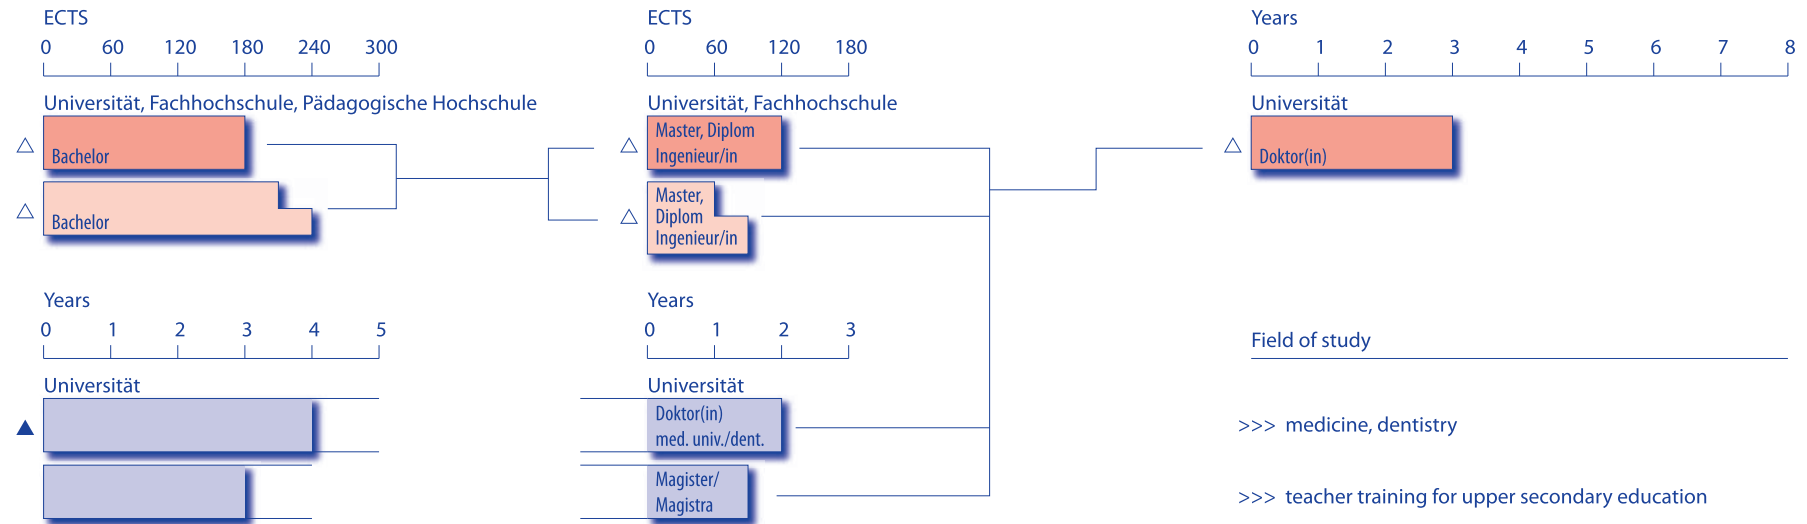 ECTS
0 60 120 180 240 300
Universität, Fachhochschule, Pädagogische Hochschule
Bachelor
Bachelor
ECTS
0 60 120 180
Universität, Fachhochschule
Master, Diplom
Ingenieur/in
Master,
Diplom
Ingenieur/in
Years
0 1 2 3 4 5 6 7 8
Universität
Doktor(in)
Years
0 1 2 3 4 5
Universität
Years
0 1 2 3
Universität
Doktor(in)
med. univ./dent.
Magister/
Magistra
Field of study
>>> medicine, dentistry
>>> teacher training for upper secondary education